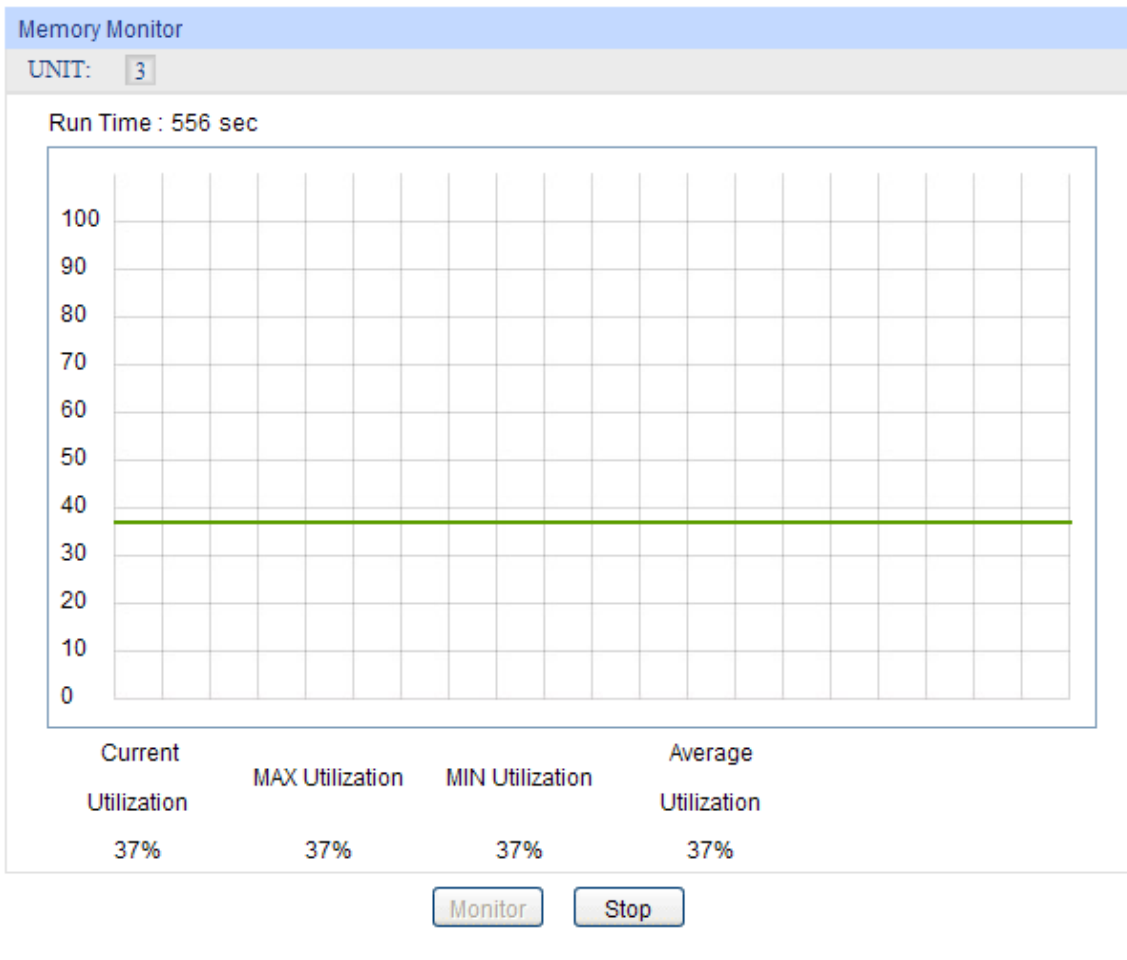 Memory Monitor
UNIT: 3
Run Time : 556 sec
100
90
80
70
60
50
40
30
20
10
0
Current Utilization MAX Utilization MIN Utilization Average Utilization
37% 37% 37% 37%
Monitor Stop